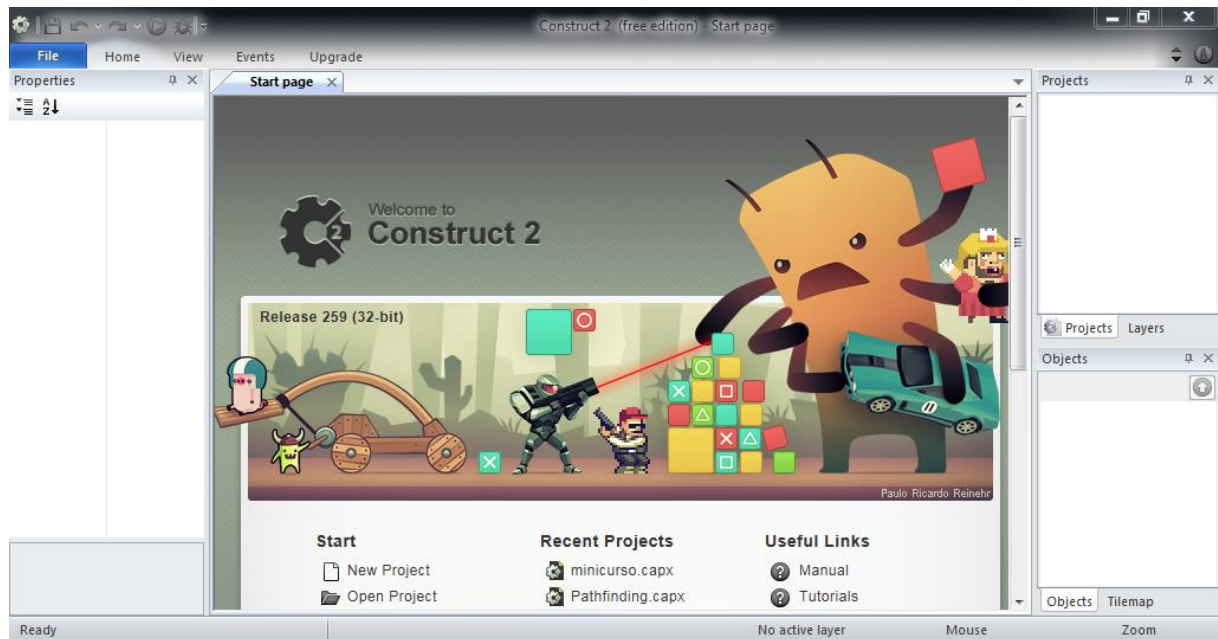 Construct 2 (free edition) - Start page
File Home View Events Upgrade
Properties
Start page
Projects
Welcome to
Construct 2
Release 259 (32-bit)
Paulo Ricardo Reinehr
Start
New Project
Open Project
Recent Projects
minicurso.capx
Pathfinding.capx
Useful Links
Manual
Tutorials
Projects Layers
Objects
Objects Tilemap
Ready No active layer Mouse Zoom